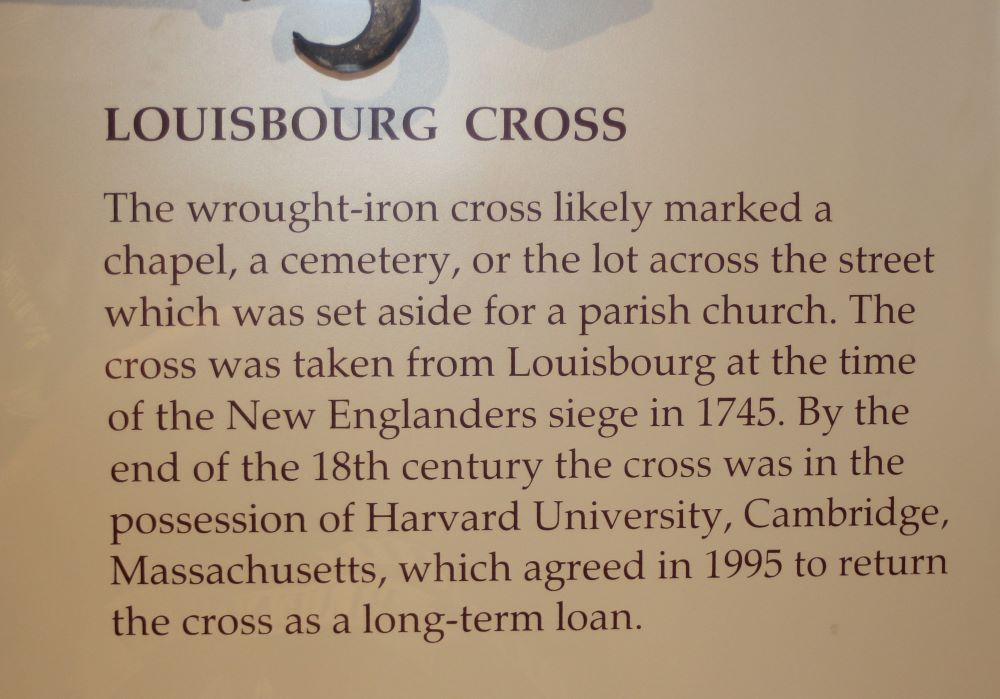 LOUISBOURG CROSS
The wrought-iron cross likely marked a
chapel, a cemetery, or the lot across the street
which was set aside for a parish church. The
cross was taken from Louisbourg at the time
of the New Englanders siege in 1745. By the
end of the 18th century the cross was in the
possession of Harvard University, Cambridge,
Massachusetts, which agreed in 1995 to return
the cross as a long-term loan.